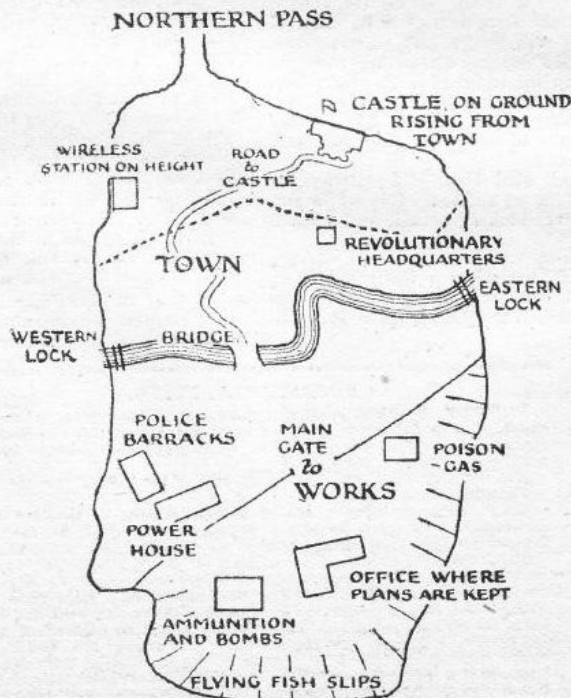 NORTHERN PASS
CASTLE, ON GROUND
RISING FROM
TOWN
WIRELESS
STATION ON HEIGHT
ROAD
to
CASTLE
TOWN
REVOLUTIONARY
HEADQUARTERS
EASTERN
LOCK
WESTERN
LOCK
BRIDGE
POLICE
BARRACKS
MAIN
GATE
to
WORKS
POISON
GAS
POWER
HOUSE
OFFICE WHERE
PLANS ARE KEPT
AMMUNITION
AND BOMBS
FLYING FISH SLIPS